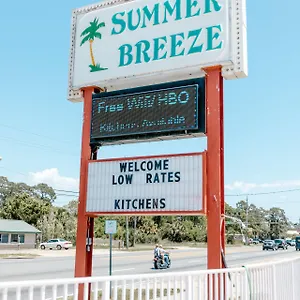 SUMMER
BREEZE
Free Wifi/HBO
Kitchens Available
WELCOME
LOW RATES
KITCHENS